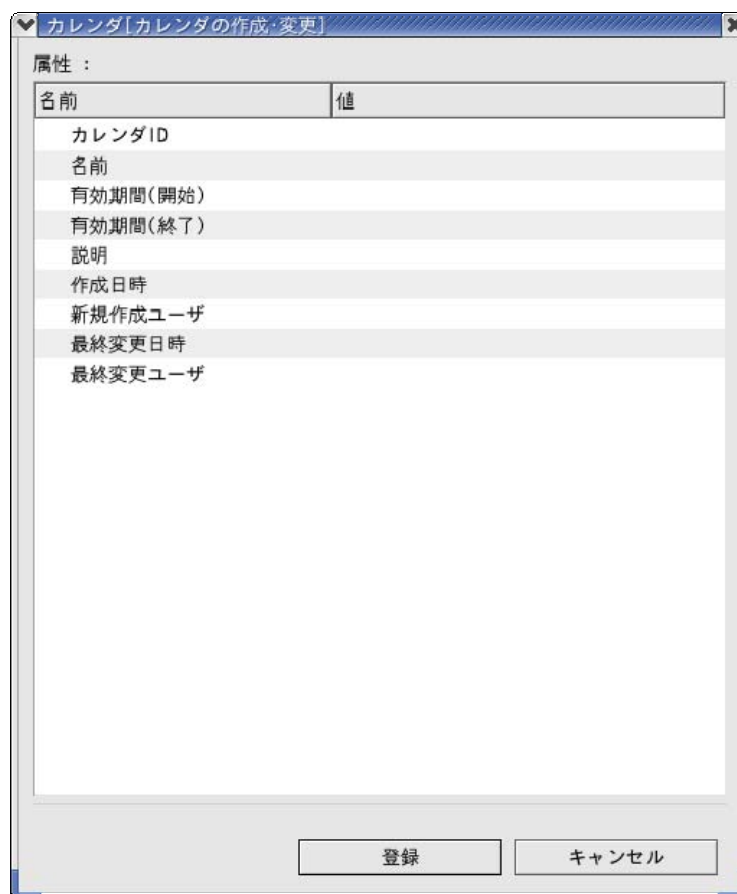 カレンダ[カレンダの作成・変更]
属性 :
名前 値
カレンダID
名前
有効期間(開始)
有効期間(終了)
説明
作成日時
新規作成ユーザ
最終変更日時
最終変更ユーザ
登録 キャンセル